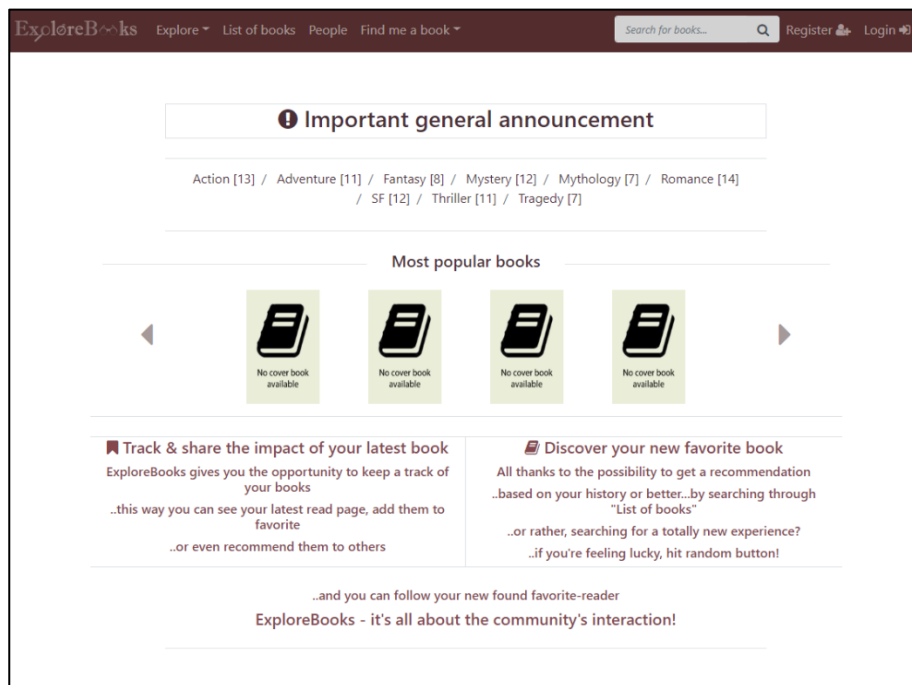 ExploreBooks Explore List of books People Find me a book Search for books... Register Login
Important general announcement
Action [13] / Adventure [11] / Fantasy [8] / Mystery [12] / Mythology [7] / Romance [14]
/ SF [12] / Thriller [11] / Tragedy [7]
Most popular books
No cover book
available
No cover book
available
No cover book
available
No cover book
available
Track & share the impact of your latest book
ExploreBooks gives you the opportunity to keep a track of
your books
..this way you can see your latest read page, add them to
favorite
..or even recommend them to others
Discover your new favorite book
All thanks to the possibility to get a recommendation
..based on your history or better...by searching through
"List of books"
..or rather, searching for a totally new experience?
..if you're feeling lucky, hit random button!
..and you can follow your new found favorite-reader
ExploreBooks - it's all about the community's interaction!